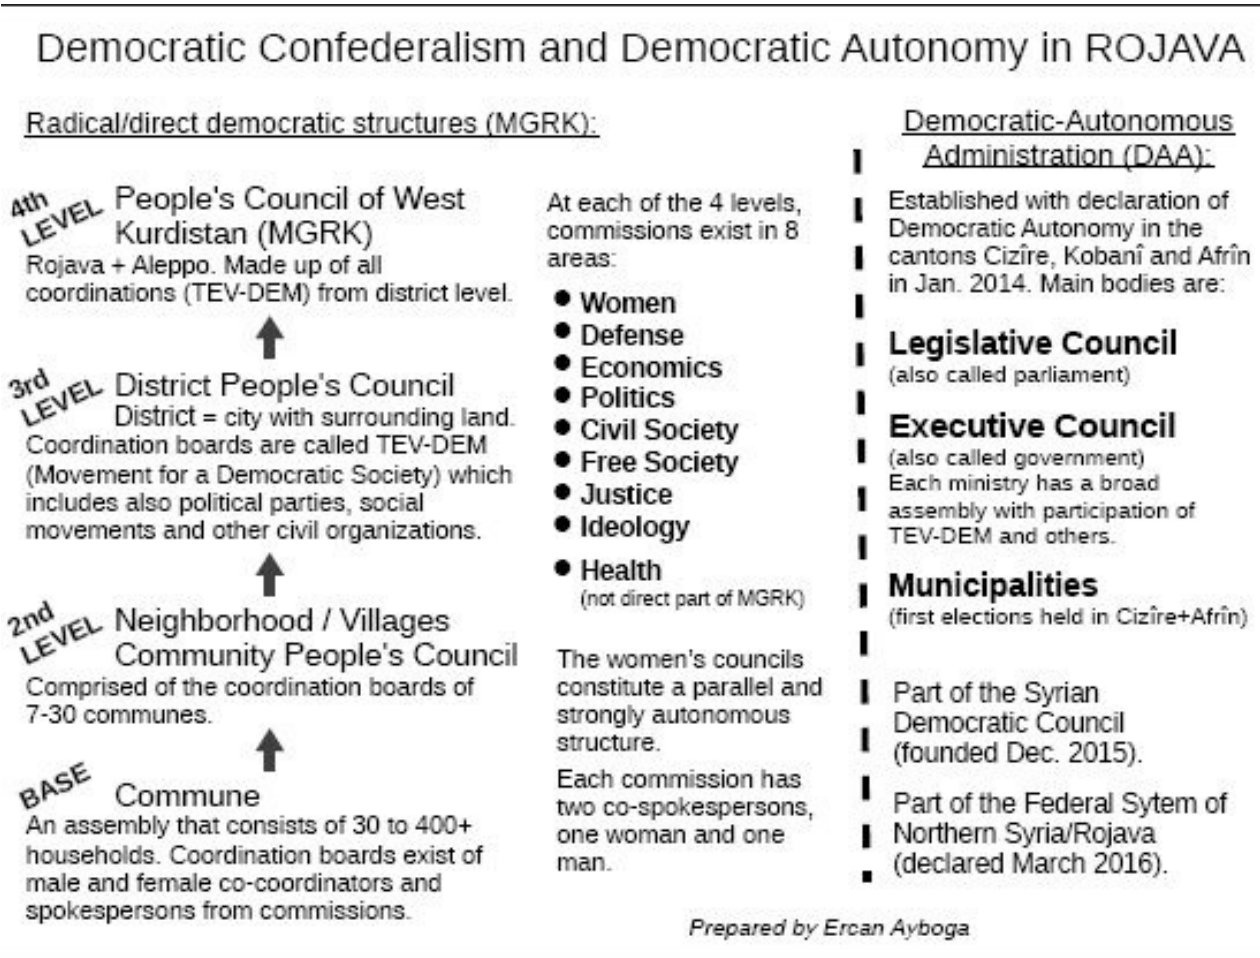 Democratic Confederalism and Democratic Autonomy in ROJAVA
Radical/direct democratic structures (MGRK):
4th LEVEL
People's Council of West
Kurdistan (MGRK)
Rojava + Aleppo. Made up of all
coordinations (TEV-DEM) from district level.
3rd LEVEL
District People's Council
District = city with surrounding land.
Coordination boards are called TEV-DEM
(Movement for a Democratic Society) which
includes also political parties, social
movements and other civil organizations.
2nd LEVEL
Neighborhood / Villages
Community People's Council
Comprised of the coordination boards of
7-30 communes.
BASE
Commune
An assembly that consists of 30 to 400+
households. Coordination boards exist of
male and female co-coordinators and
spokespersons from commissions.
At each of the 4 levels,
commissions exist in 8
areas:
● Women
● Defense
● Economics
● Politics
● Civil Society
● Free Society
● Justice
● Ideology
● Health
(not direct part of MGRK)
The women's councils
constitute a parallel and
strongly autonomous
structure.
Each commission has
two co-spokespersons,
one woman and one
man.
Democratic-Autonomous
Administration (DAA):
Established with declaration of
Democratic Autonomy in the
cantons Cizîre, Kobanî and Afrîn
in Jan. 2014. Main bodies are:
Legislative Council
(also called parliament)
Executive Council
(also called government)
Each ministry has a broad
assembly with participation of
TEV-DEM and others.
Municipalities
(first elections held in Cizîre+Afrîn)
Part of the Syrian
Democratic Council
(founded Dec. 2015).
Part of the Federal Sytem of
Northern Syria/Rojava
(declared March 2016).
Prepared by Ercan Ayboga